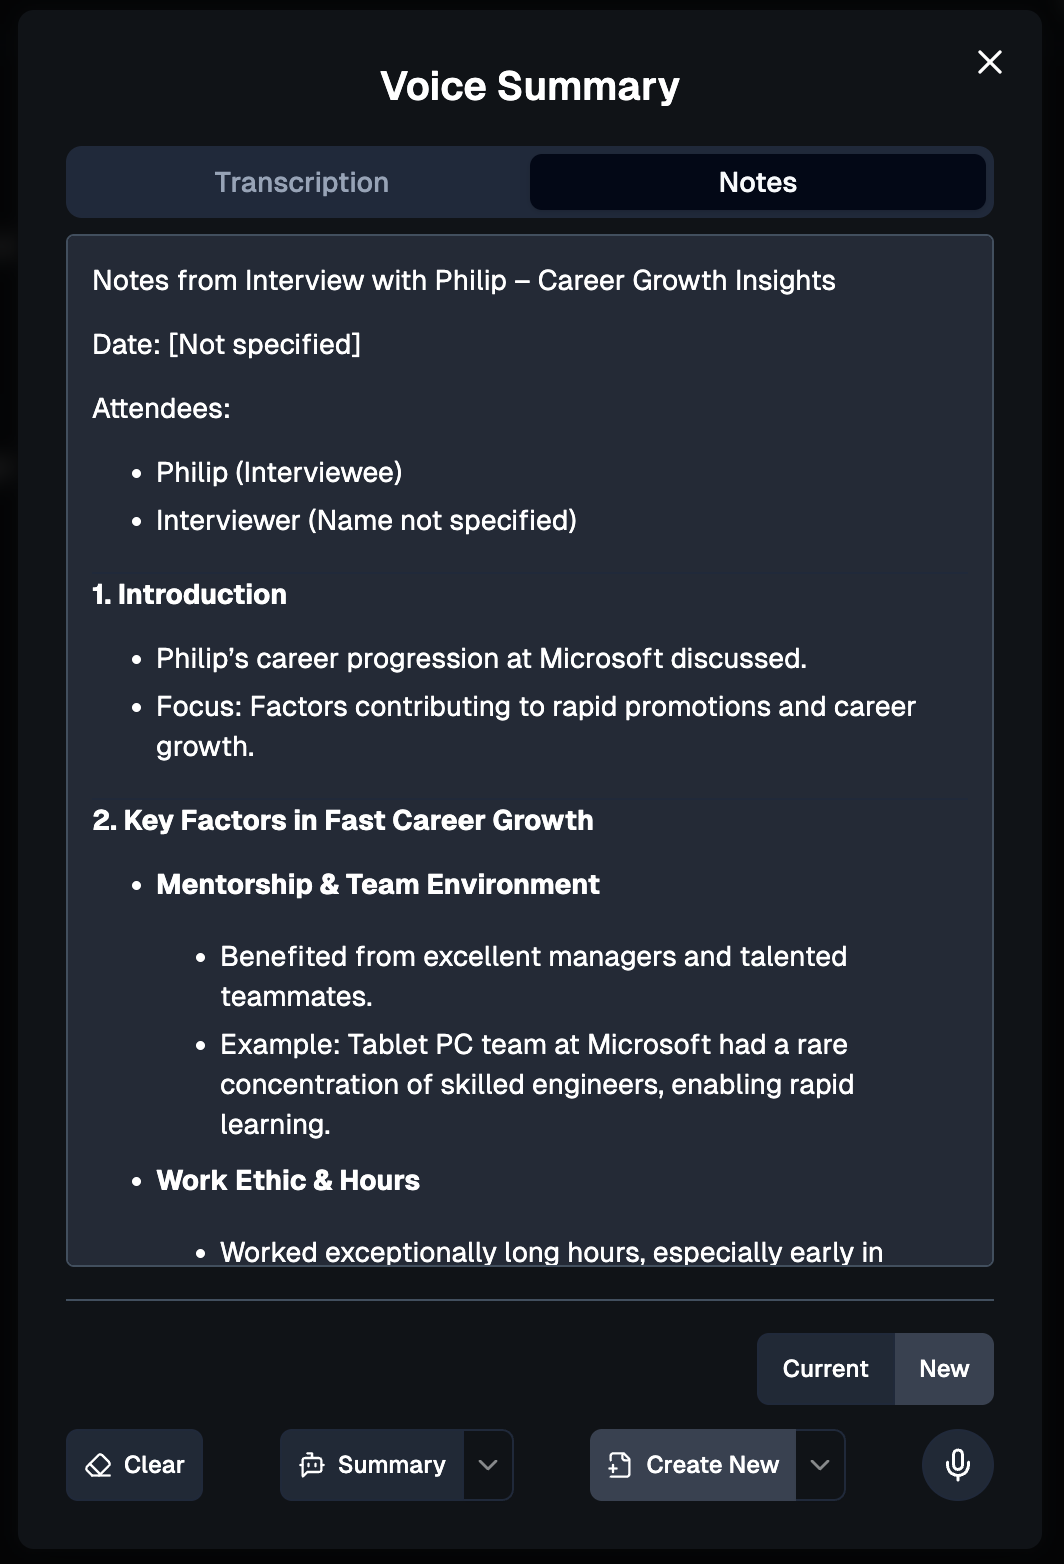 Voice Summary
Transcription
Notes
Notes from Interview with Philip – Career Growth Insights
Date: [Not specified]
Attendees:
• Philip (Interviewee)
• Interviewer (Name not specified)
1. Introduction
• Philip’s career progression at Microsoft discussed.
• Focus: Factors contributing to rapid promotions and career
growth.
2. Key Factors in Fast Career Growth
• Mentorship & Team Environment
• Benefited from excellent managers and talented
teammates.
• Example: Tablet PC team at Microsoft had a rare
concentration of skilled engineers, enabling rapid
learning.
• Work Ethic & Hours
• Worked exceptionally long hours, especially early in
Current
New
Clear
Summary
Create New